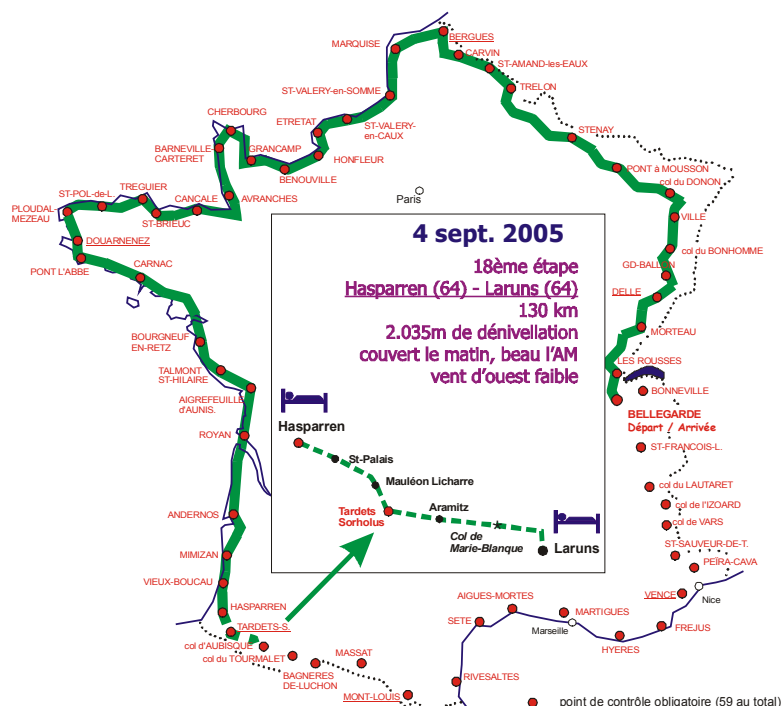 BERGUES
MARQUISE
CARVIN
ST-AMAND-les-EAUX
ST-VALERY-en-SOMME
TRELON
CHERBOURG
ETRETAT
ST-VALERY-
en-CAUX
STENAY
BARNEVILLE-
CARTERET
GRANCAMP
HONFLEUR
BENOUVILLE
PONT à MOUSSON
col du DONON
ST-POL-de-L.
TREGUIER
CANCALE
AVRANCHES
Paris
PLOUDAL-
MEZEAU
ST-BRIEUC
VILLE
DOUARNENEZ
col du BONHOMME
PONT L'ABBE
CARNAC
GD-BALLON
DELLE
4 sept. 2005
18ème étape
Hasparren (64) - Laruns (64)
130 km
2.035m de dénivellation
couvert le matin, beau l'AM
vent d'ouest faible
MORTEAU
BOURGNEUF
EN-RETZ
LES ROUSSES
TALMONT
ST-HILAIRE
BONNEVILLE
AIGREFEUILLE
d'AUNIS.
BELLEGARDE
Départ / Arrivée
ROYAN
Hasparren
St-Palais
Mauléon Licharre
Tardets
Sorholus
Aramitz
Col de
Marie-Blanque
Laruns
ST-FRANCOIS-L.
col du LAUTARET
col de l'IZOARD
col de VARS
ANDERNOS
MIMIZAN
ST-SAUVEUR-DE-T.
PEÏRA-CAVA
VIEUX-BOUCAU
HASPARREN
TARDETS-S.
AIGUES-MORTES
VENCE
Nice
SETE
MARTIGUES
Marseille
FREJUS
HYERES
col d'AUBISQUE
col du TOURMALET
MASSAT
BAGNERES
DE-LUCHON
MONT-LOUIS
RIVESALTES
point de contrôle obligatoire (59 au total)